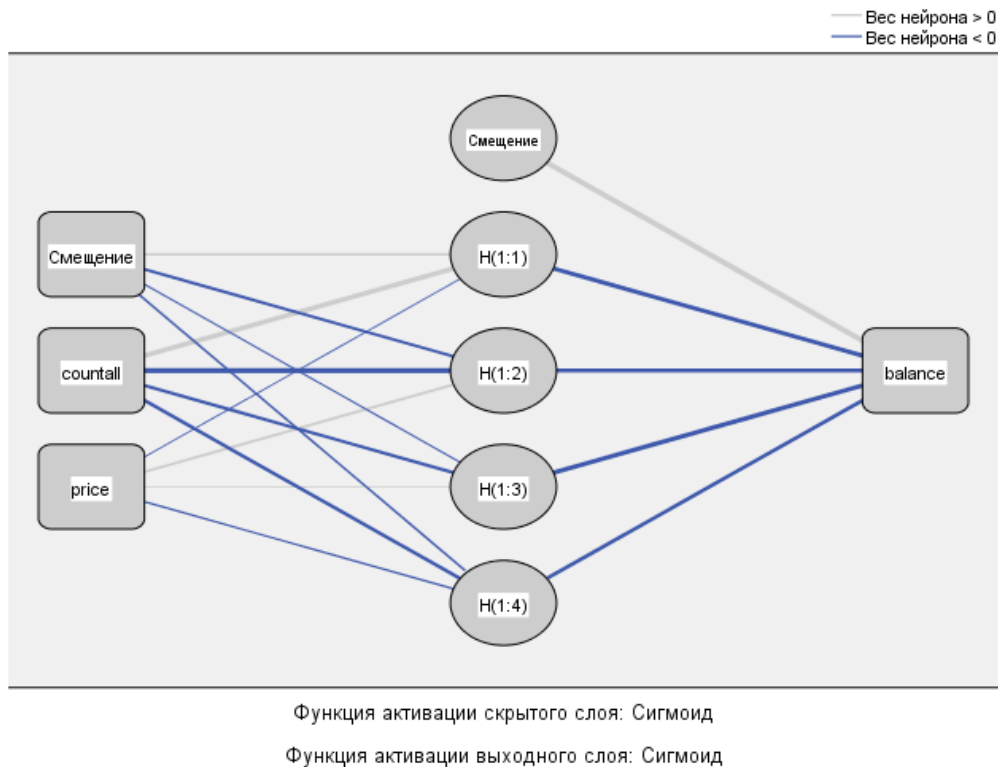 Вес нейрона > 0
Вес нейрона < 0
Смещение
Смещение
H(1:1)
countall
H(1:2)
balance
price
H(1:3)
H(1:4)
Функция активации скрытого слоя: Сигмоид
Функция активации выходного слоя: Сигмоид